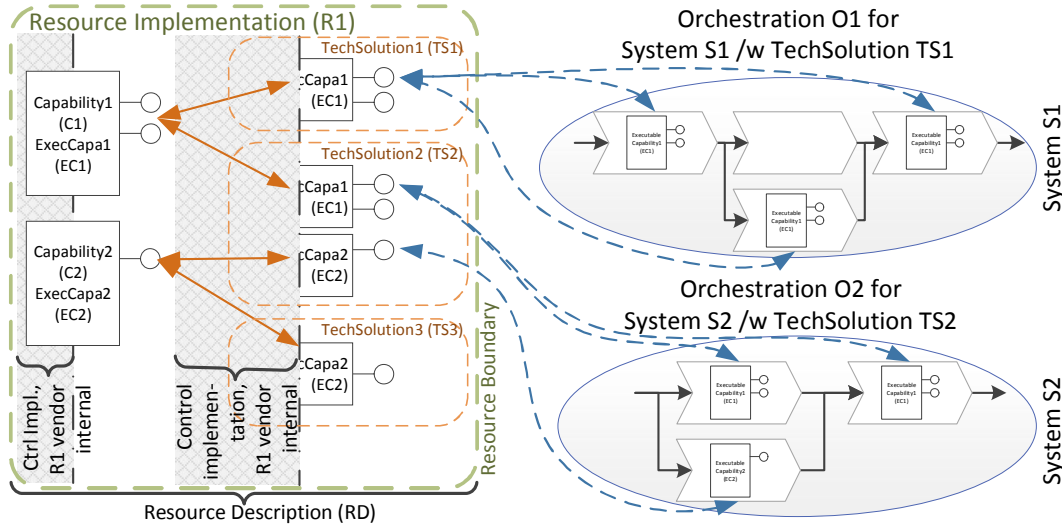 Resource Implementation (R1)
Capability1
(C1)
ExecCapa1
(EC1)
Capability2
(C2)
ExecCapa2
(EC2)
TechSolution1 (TS1)
cCapa1
(EC1)
TechSolution2 (TS2)
cCapa1
(EC1)
cCapa2
(EC2)
TechSolution3 (TS3)
cCapa2
(EC2)
Ctrl Impl.,
R1 vendor
internal
Control
implemen-
tation,
R1 vendor
internal
Resource Boundary
Resource Description (RD)
Orchestration O1 for
System S1 /w TechSolution TS1
Executable
Capability1
(EC1)
Executable
Capability1
(EC1)
Executable
Capability1
(EC1)
System S1
Orchestration O2 for
System S2 /w TechSolution TS2
Executable
Capability1
(EC1)
Executable
Capability1
(EC1)
Executable
Capability2
(EC2)
System S2